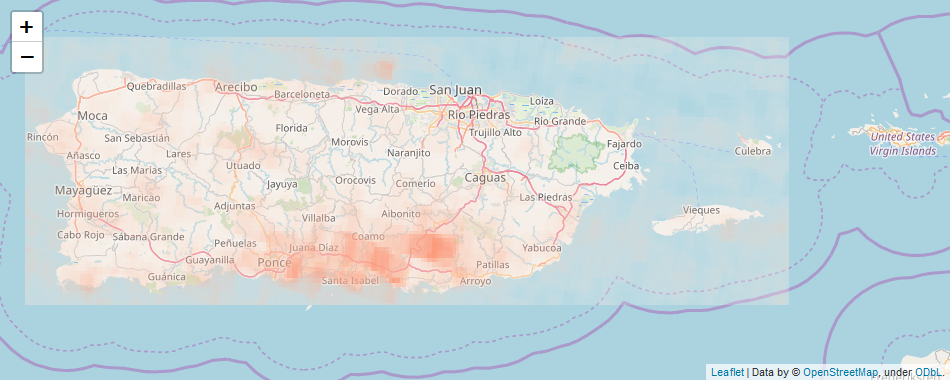 +
−
Quebradillas
Arecibo
Barceloneta
Dorado
San Juan
Loiza
Moca
Vega Alta
Río Piedras
Río Grande
Rincón
San Sebastián
Florida
Morovis
Trujillo Alto
Fajardo
United States
Virgin Islands
Añasco
Lares
Naranjito
Culebra
Las Marías
Utuado
Ceiba
Mayagüez
Jayuya
Orocovis
Comerio
Caguas
Maricao
Adjuntas
Las Piedras
Hormigueros
Villalba
Aibonito
Vieques
Cabo Rojo
Sábana Grande
Peñuelas
Juana Díaz
Coamo
Yabucoa
Guayanilla
Ponce
Patillas
Guánica
Santa Isabel
Arroyo
Leaflet | Data by © OpenStreetMap, under ODbL.